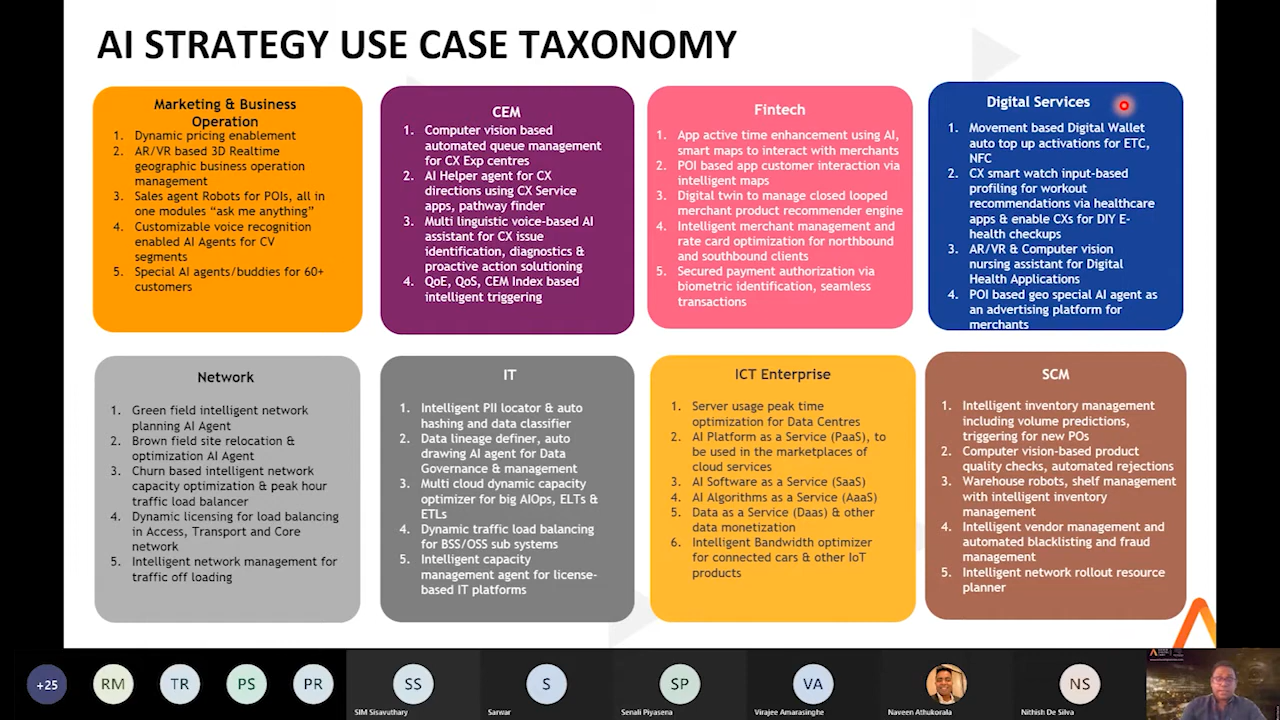 AI STRATEGY USE CASE TAXONOMY
Marketing & Business
Operation
1. Dynamic pricing enablement
2. AR/VR based 3D Realtime
geographic business operation
management
3. Sales agent Robots for POIs, all in
one modules “ask me anything”
4. Customizable voice recognition
enabled AI Agents for CV
segments
5. Special AI agents/buddies for 60+
customers
CEM
1. Computer vision based
automated queue management
for CX Exp centres
2. AI Helper agent for CX
directions using CX Service
apps, pathway finder
3. Multi linguistic voice-based AI
assistant for CX issue
identification, diagnostics &
proactive action solutioning
4. QoE, QoS, CEM Index based
intelligent triggering
Fintech
1. App active time enhancement using AI,
smart maps to interact with merchants
2. POI based app customer interaction via
intelligent maps
3. Digital twin to manage closed looped
merchant product recommender engine
4. Intelligent merchant management and
rate card optimization for northbound
and southbound clients
5. Secured payment authorization via
biometric identification, seamless
transactions
Digital Services
1. Movement based Digital Wallet
auto top up activations for ETC,
NFC
2. CX smart watch input-based
profiling for workout
recommendations via healthcare
apps & enable CXs for DIY E-
health checkups
3. AR/VR & Computer vision
nursing assistant for Digital
Health Applications
4. POI based geo special AI agent as
an advertising platform for
merchants
Network
1. Green field intelligent network
planning AI Agent
2. Brown field site relocation &
optimization AI Agent
3. Churn based intelligent network
capacity optimization & peak hour
traffic load balancer
4. Dynamic licensing for load balancing
in Access, Transport and Core
network
5. Intelligent network management for
traffic off loading
IT
1. Intelligent PII locator & auto
hashing and data classifier
2. Data lineage definer, auto
drawing AI agent for Data
Governance & management
3. Multi cloud dynamic capacity
optimizer for big AIOps, ELTs &
ETLs
4. Dynamic traffic load balancing
for BSS/OSS sub systems
5. Intelligent capacity
management agent for license-
based IT platforms
ICT Enterprise
1. Server usage peak time
optimization for Data Centres
2. AI Platform as a Service (PaaS), to
be used in the marketplaces of
cloud services
3. AI Software as a Service (SaaS)
4. AI Algorithms as a Service (AaaS)
5. Data as a Service (Daas) & other
data monetization
6. Intelligent Bandwidth optimizer
for connected cars & other IoT
products
SCM
1. Intelligent inventory management
including volume predictions,
triggering for new POs
2. Computer vision-based product
quality checks, automated rejections
3. Warehouse robots, shelf management
with intelligent inventory
management
4. Intelligent vendor management and
automated blacklisting and fraud
management
5. Intelligent network rollout resource
planner
+25
RM
TR
PS
PR
SS
SIM Sisavuthary
S
Sarwar
SP
Senali Piyasena
VA
Virajee Amarasinghe
Naveen Athukorala
NS
Nithish De Silva